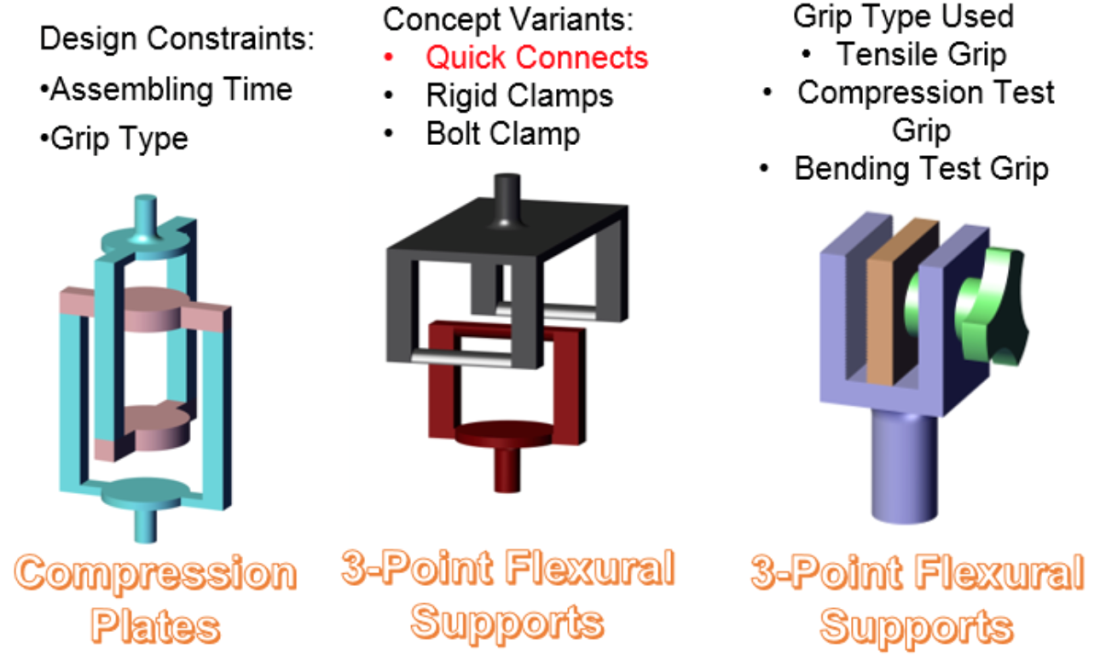 Design Constraints:
•Assembling Time
•Grip Type
Concept Variants:
• Quick Connects
• Rigid Clamps
• Bolt Clamp
Grip Type Used
• Tensile Grip
• Compression Test
Grip
• Bending Test Grip
Compression
Plates
3-Point Flexural
Supports
3-Point Flexural
Supports